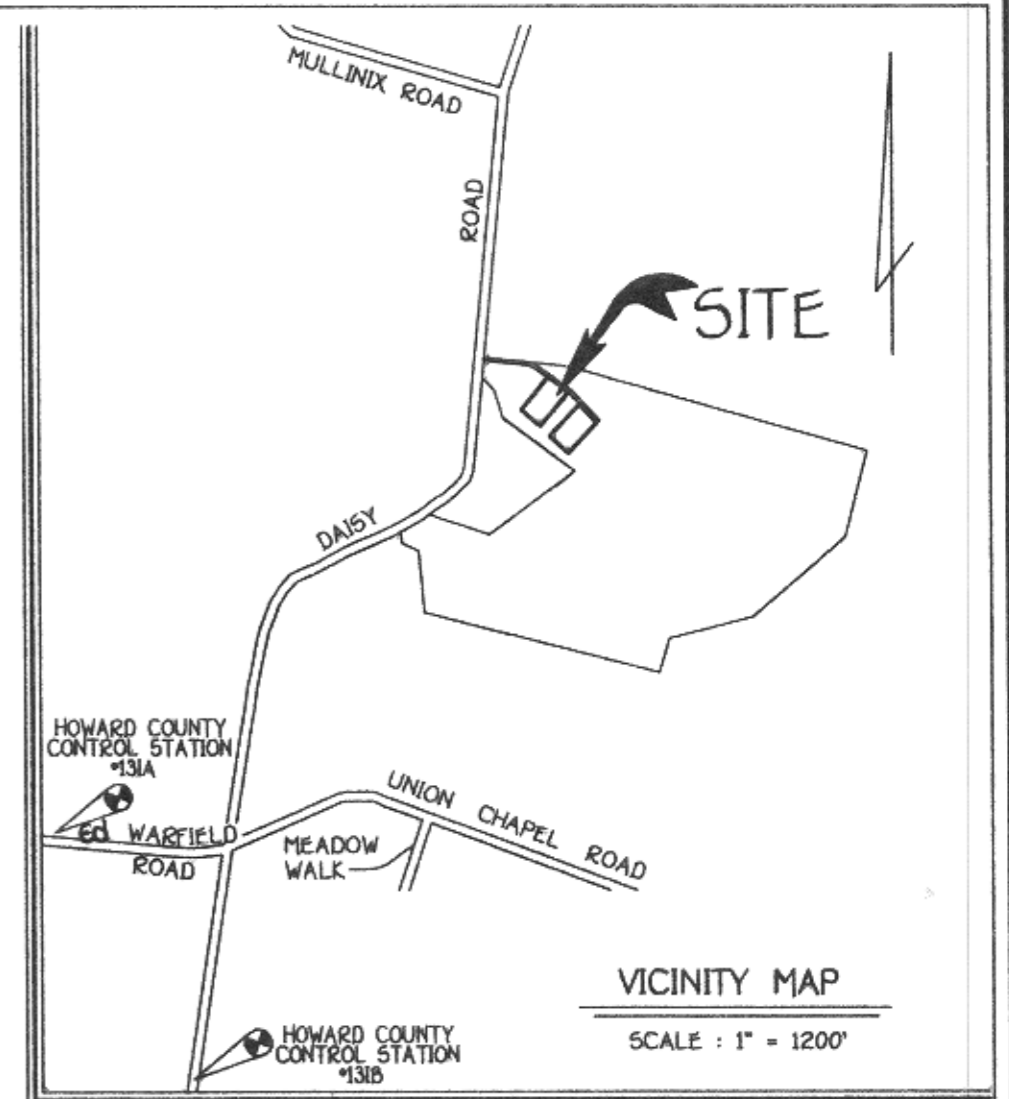 MULLINIX ROAD
ROAD
SITE
DAISY
HOWARD COUNTY
CONTROL STATION
*131A
Ed WARFIELD
ROAD
UNION CHAPEL ROAD
MEADOW
WALK
VICINITY MAP
SCALE : 1" = 1200'
HOWARD COUNTY
CONTROL STATION
*131B